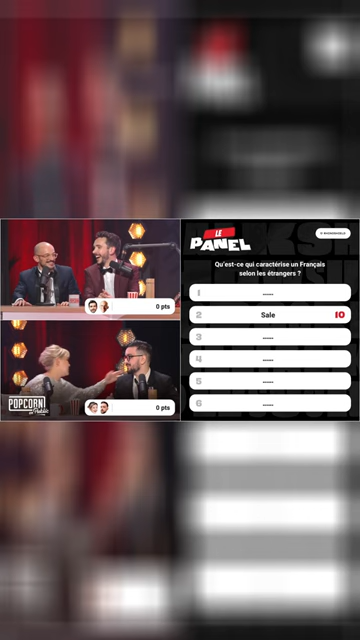 LE
PANEL
Qu'est-ce qui caractérise un Français
selon les étrangers ?
1 ------
2 Sale 10
3 ------
4 ------
5 ------
6 ------
0 pts
0 pts
POPCORN
Public